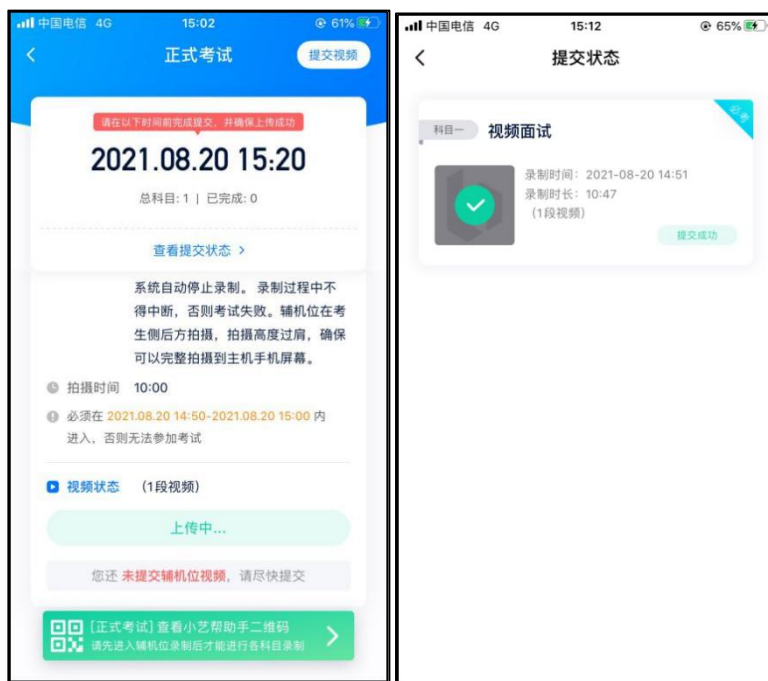 中国电信 4G 15:02 61%
正式考试
提交视频
请在以下时间前完成提交，并确保上传成功
2021.08.20 15:20
总科目: 1 | 已完成: 0
查看提交状态 >
系统自动停止录制。 录制过程中不
得中断，否则考试失败。辅机位在考
生侧后方拍摄，拍摄高度过肩，确保
可以完整拍摄到主机手机屏幕。
拍摄时间 10:00
必须在 2021.08.20 14:50-2021.08.20 15:00 内
进入，否则无法参加考试
视频状态 （1段视频）
上传中...
您还 未提交辅机位视频，请尽快提交
[正式考试] 查看小艺帮助手二维码
请先进入辅机位录制后才能进行各科目录制
中国电信 4G 15:12 65%
提交状态
必考
科目一 视频面试
录制时间：2021-08-20 14:51
录制时长：10:47
（1段视频）
提交成功